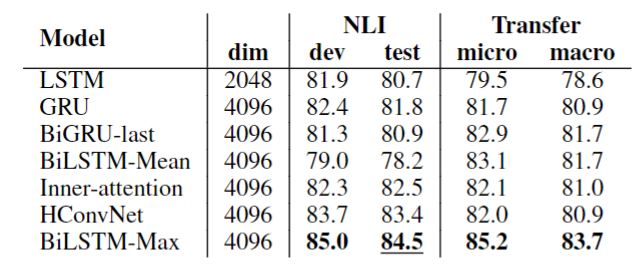 Model NLI Transfer
dim dev test micro macro
LSTM 2048 81.9 80.7 79.5 78.6
GRU 4096 82.4 81.8 81.7 80.9
BiGRU-last 4096 81.3 80.9 82.9 81.7
BiLSTM-Mean 4096 79.0 78.2 83.1 81.7
Inner-attention 4096 82.3 82.5 82.1 81.0
HConvNet 4096 83.7 83.4 82.0 80.9
BiLSTM-Max 4096 85.0 84.5 85.2 83.7